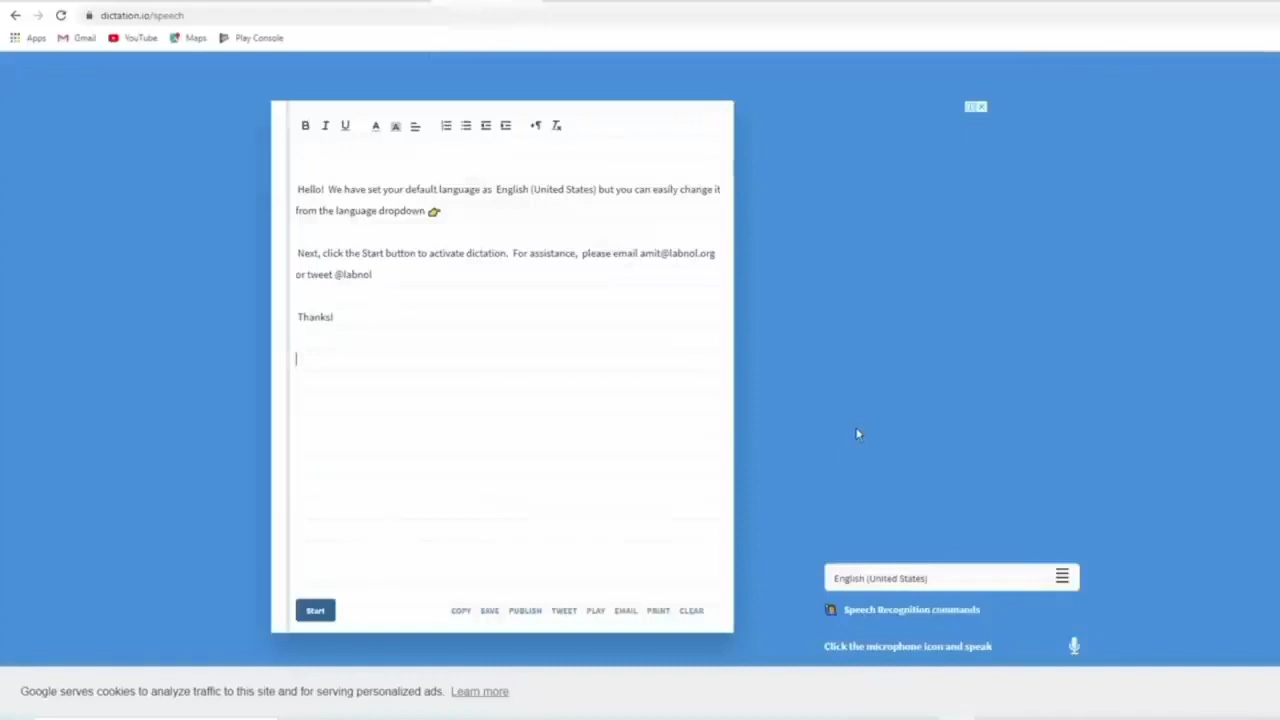 dictation.io/speech
Apps Gmail YouTube Maps Play Console
Hello! We have set your default language as English (United States) but you can easily change it
from the language dropdown 👉
Next, click the Start button to activate dictation. For assistance, please email amit@labnol.org
or tweet @labnol
Thanks!
English (United States)
Start COPY SAVE PUBLISH TWEET PLAY EMAIL PRINT CLEAR
Speech Recognition commands
Click the microphone icon and speak
Google serves cookies to analyze traffic to this site and for serving personalized ads. Learn more